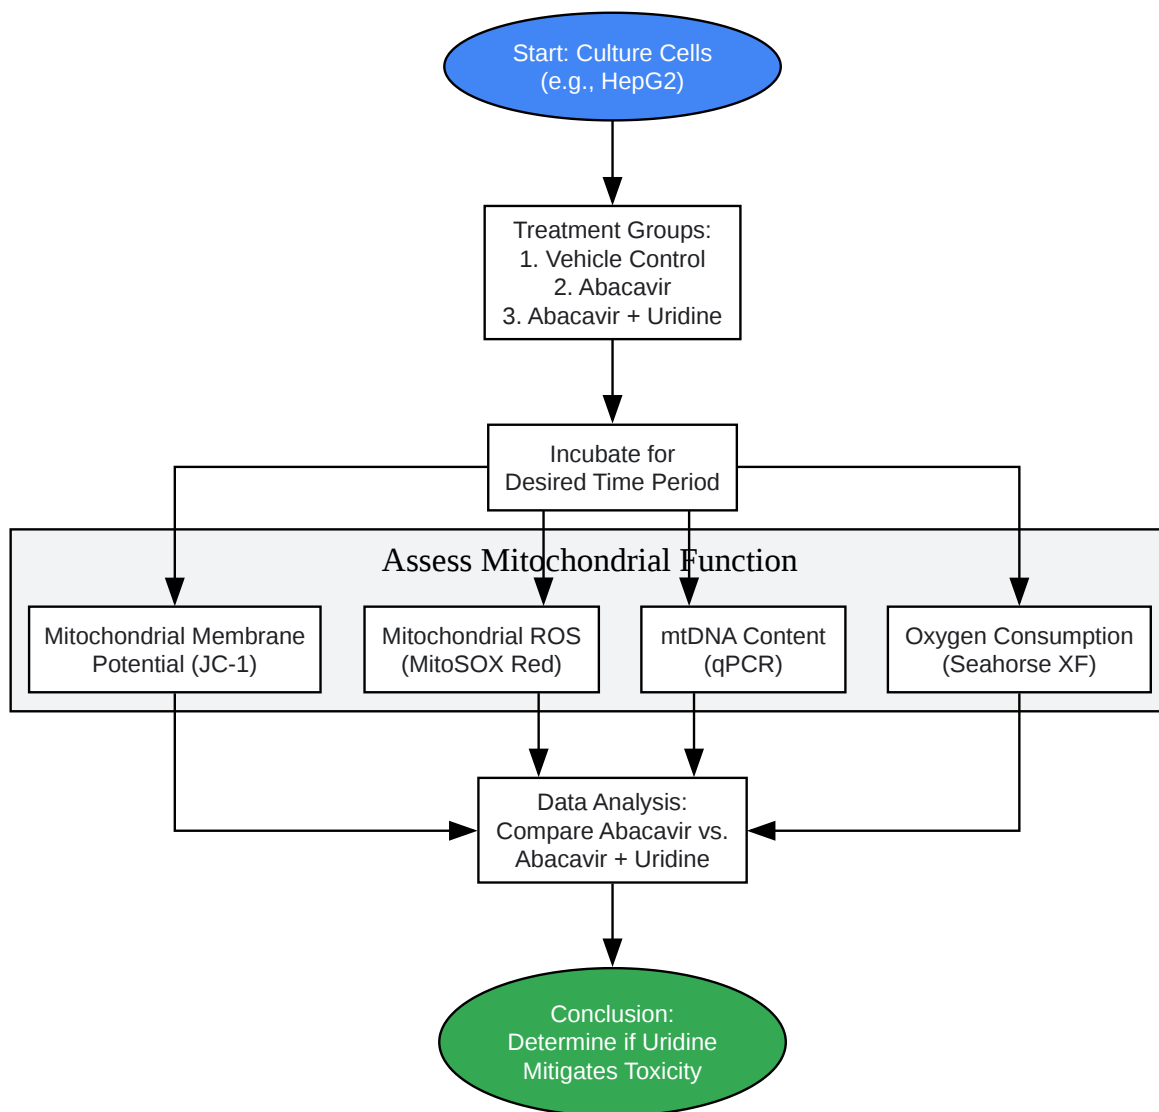 Start: Culture Cells
(e.g., HepG2)
Treatment Groups:
1. Vehicle Control
2. Abacavir
3. Abacavir + Uridine
Incubate for
Desired Time Period
Assess Mitochondrial Function
Mitochondrial Membrane
Potential (JC-1)
Mitochondrial ROS
(MitoSOX Red)
mtDNA Content
(qPCR)
Oxygen Consumption
(Seahorse XF)
Data Analysis:
Compare Abacavir vs.
Abacavir + Uridine
Conclusion:
Determine if Uridine
Mitigates Toxicity